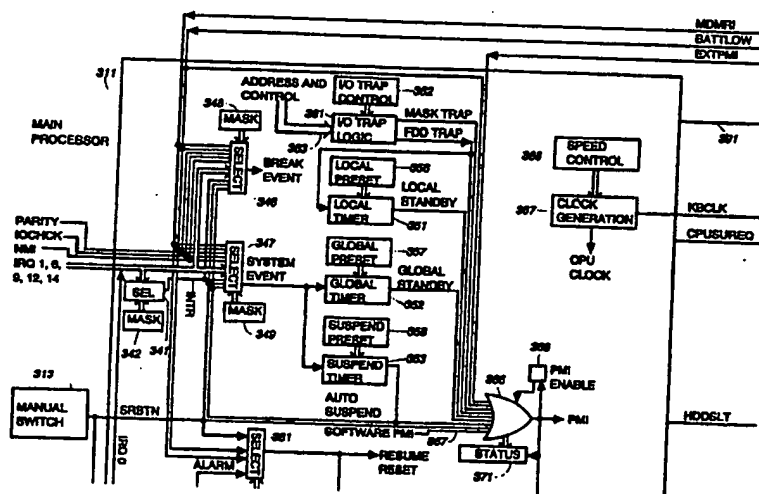 MDMRI
BATTLOW
EXTPMI
311
MAIN
PROCESSOR
ADDRESS AND
CONTROL
I/O TRAP
CONTROL
362
361
I/O TRAP
LOGIC
MASK TRAP
FDD TRAP
363
348
MASK
SELECT
BREAK
EVENT
346
LOCAL
PRESET
356
LOCAL
STANDBY
LOCAL
TIMER
351
368
SPEED
CONTROL
391
367
CLOCK
GENERATION
KBCLK
CPUSUREQ
CPU
CLOCK
PARITY
IOCHCK
NMI
IRQ 1, 6,
9, 12, 14
347
SELECT
SYSTEM
EVENT
GLOBAL
PRESET
357
GLOBAL
STANDBY
GLOBAL
TIMER
352
SEL
MASK
342
341
INTR
MASK
349
SUSPEND
PRESET
358
SUSPEND
TIMER
353
AUTO
SUSPEND
313
MANUAL
SWITCH
SRBTN
SOFTWARE PMI
366
PMI
ENABLE
PMI
HDDSLT
IRQ 0
SELECT
ALARM
RESUME
RESET
STATUS
371